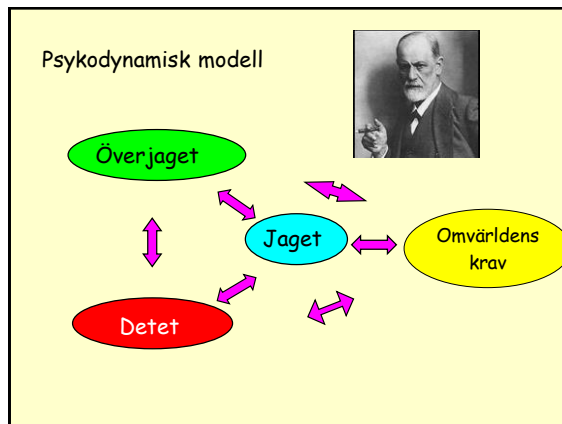 Psykodynamisk modell
Överjaget
Jaget
Omvärldens
krav
Detet